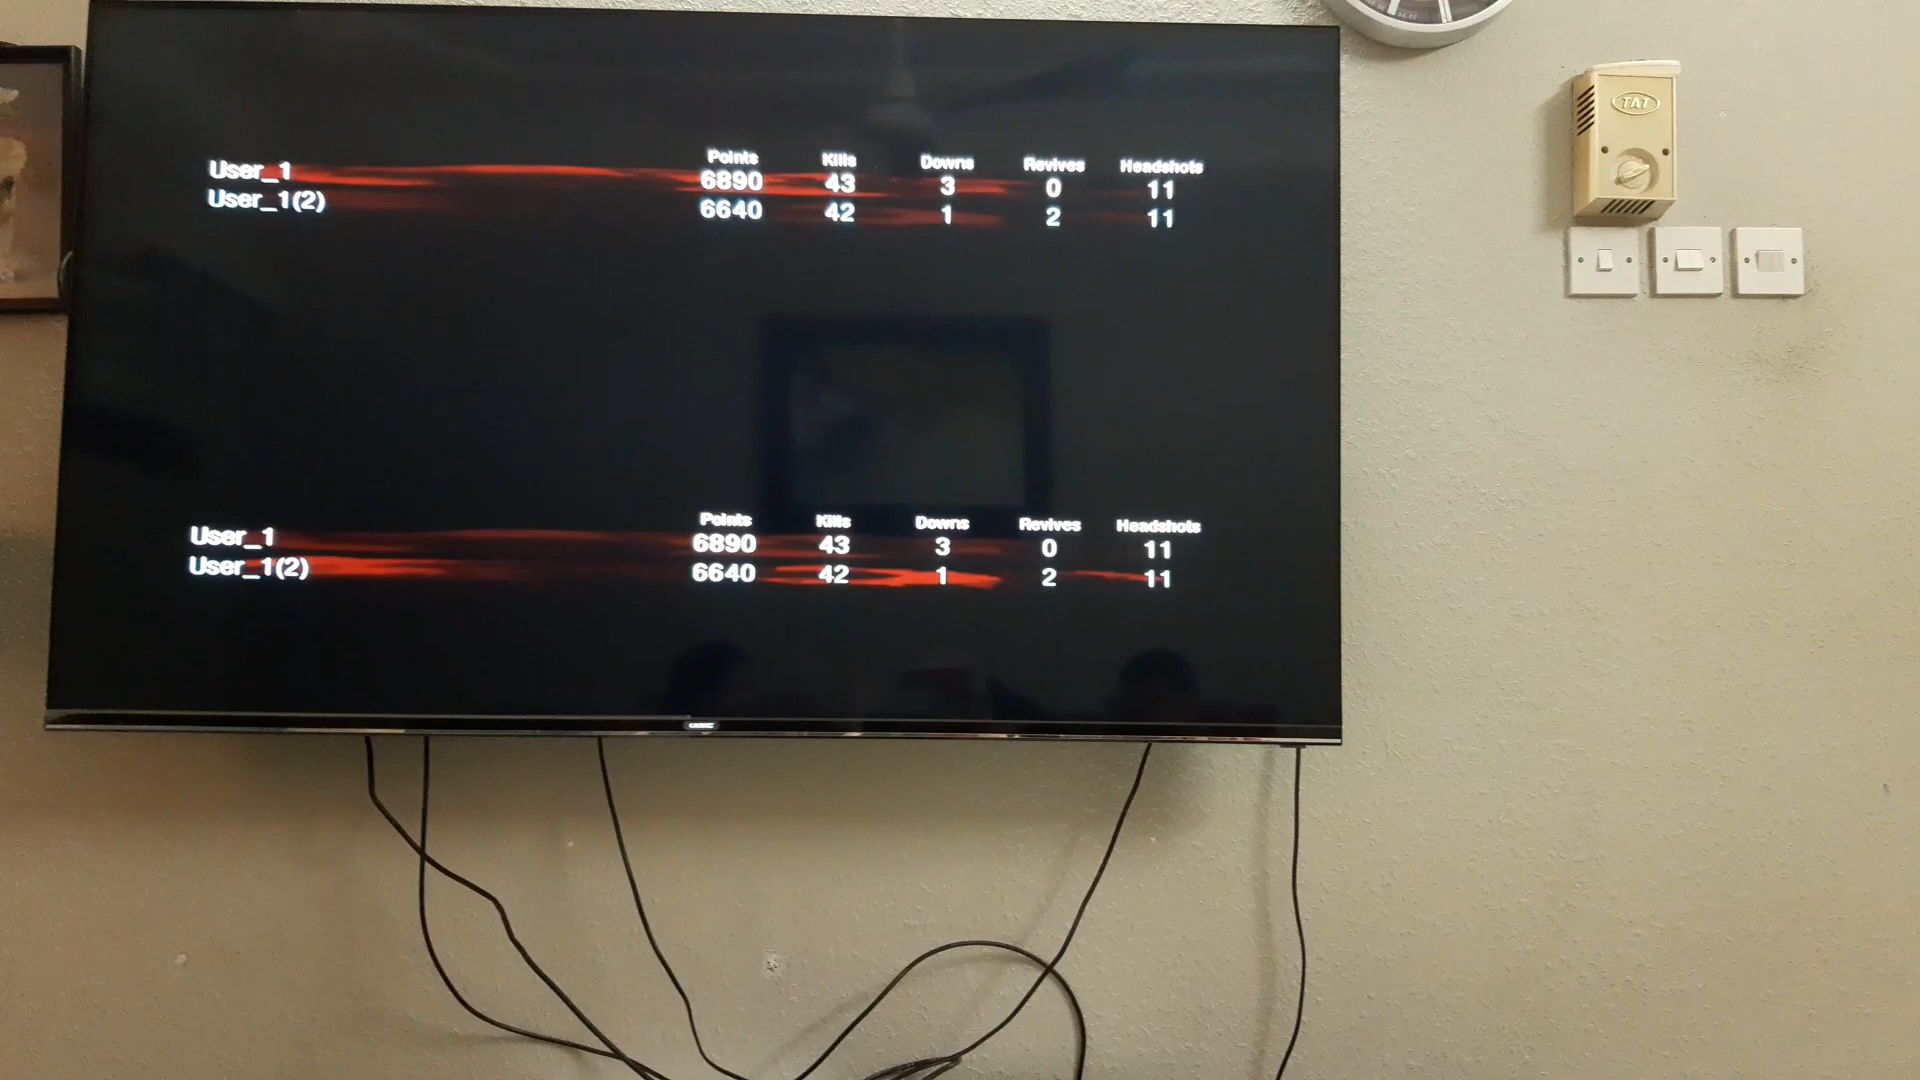 Points Kills Downs Revives Headshots
User_1 6890 43 3 0 11
User_1(2) 6640 42 1 2 11
Points Kills Downs Revives Headshots
User_1 6890 43 3 0 11
User_1(2) 6640 42 1 2 11
TAT